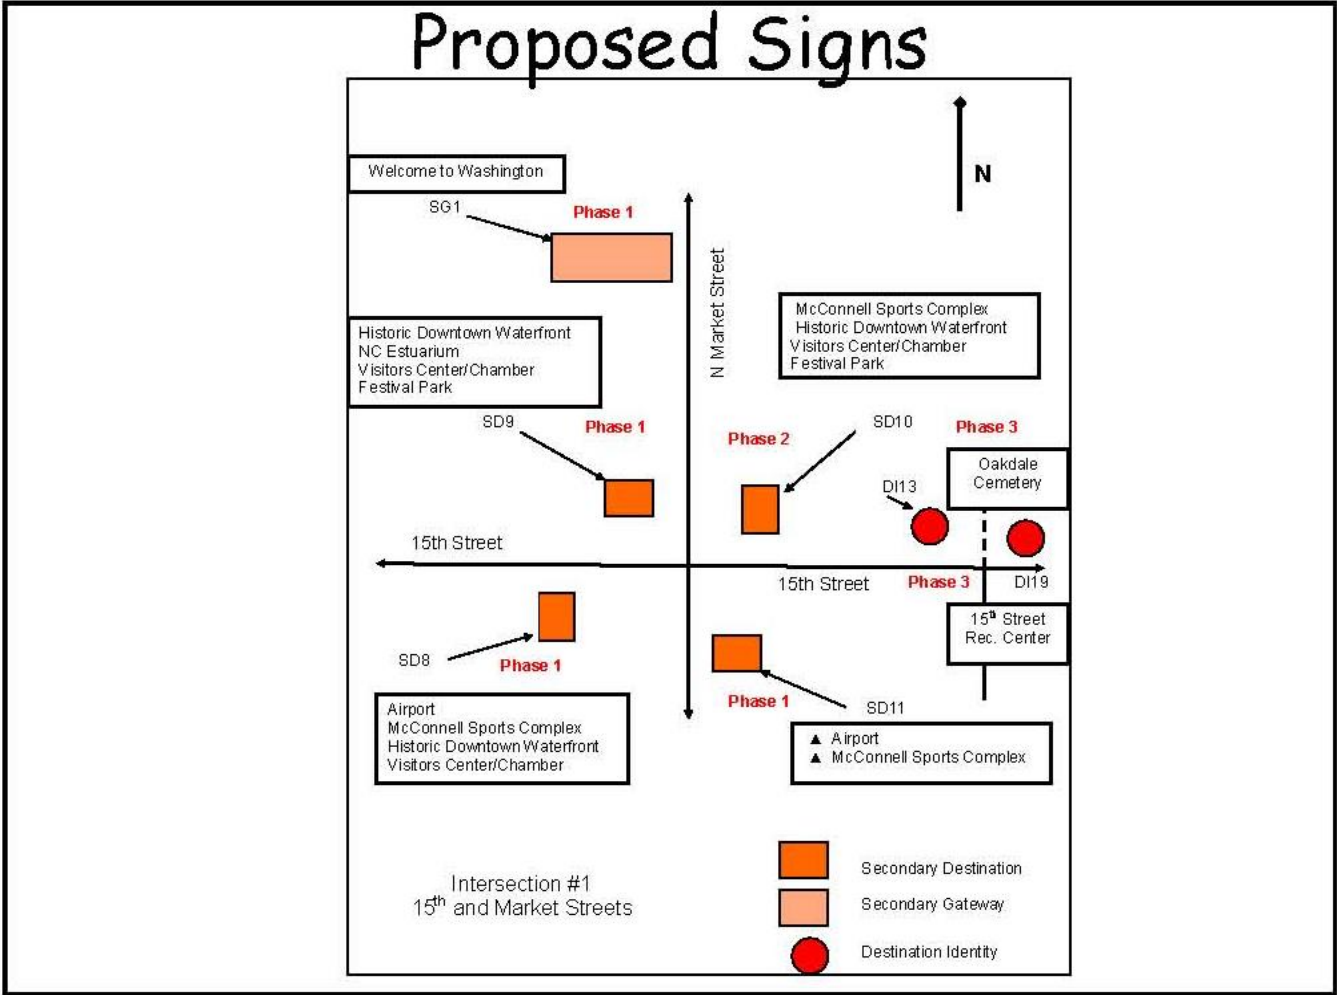 Proposed Signs
N
Welcome to Washington
SG1
Phase 1
N Market Street
McConnell Sports Complex
Historic Downtown Waterfront
Visitors Center/Chamber
Festival Park
Historic Downtown Waterfront
NC Estuarium
Visitors Center/Chamber
Festival Park
SD9
Phase 1
Phase 2
SD10
Phase 3
Oakdale
Cemetery
DI13
15th Street
15th Street
Phase 3
DI19
15th Street
Rec. Center
SD8
Phase 1
Phase 1
SD11
Airport
McConnell Sports Complex
Historic Downtown Waterfront
Visitors Center/Chamber
▲ Airport
▲ McConnell Sports Complex
Intersection #1
15th and Market Streets
Secondary Destination
Secondary Gateway
Destination Identity